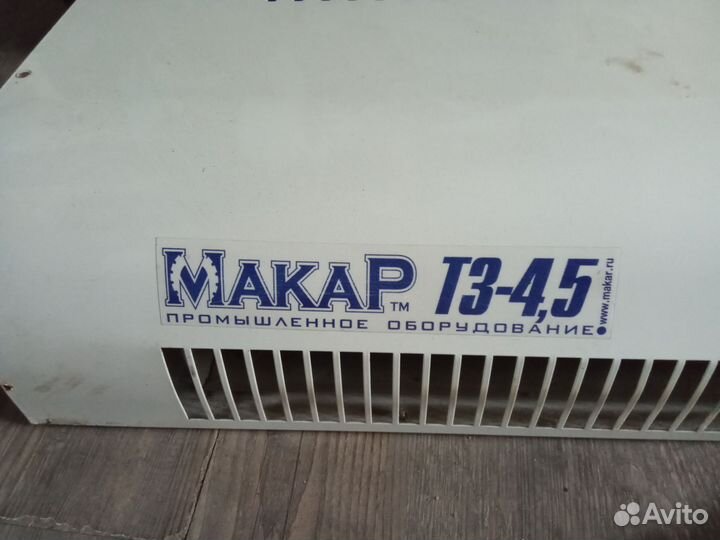 МАКАР™ ТЗ-4,5
ПРОМЫШЛЕННОЕ ОБОРУДОВАНИЕ
www.makar.ru
Avito